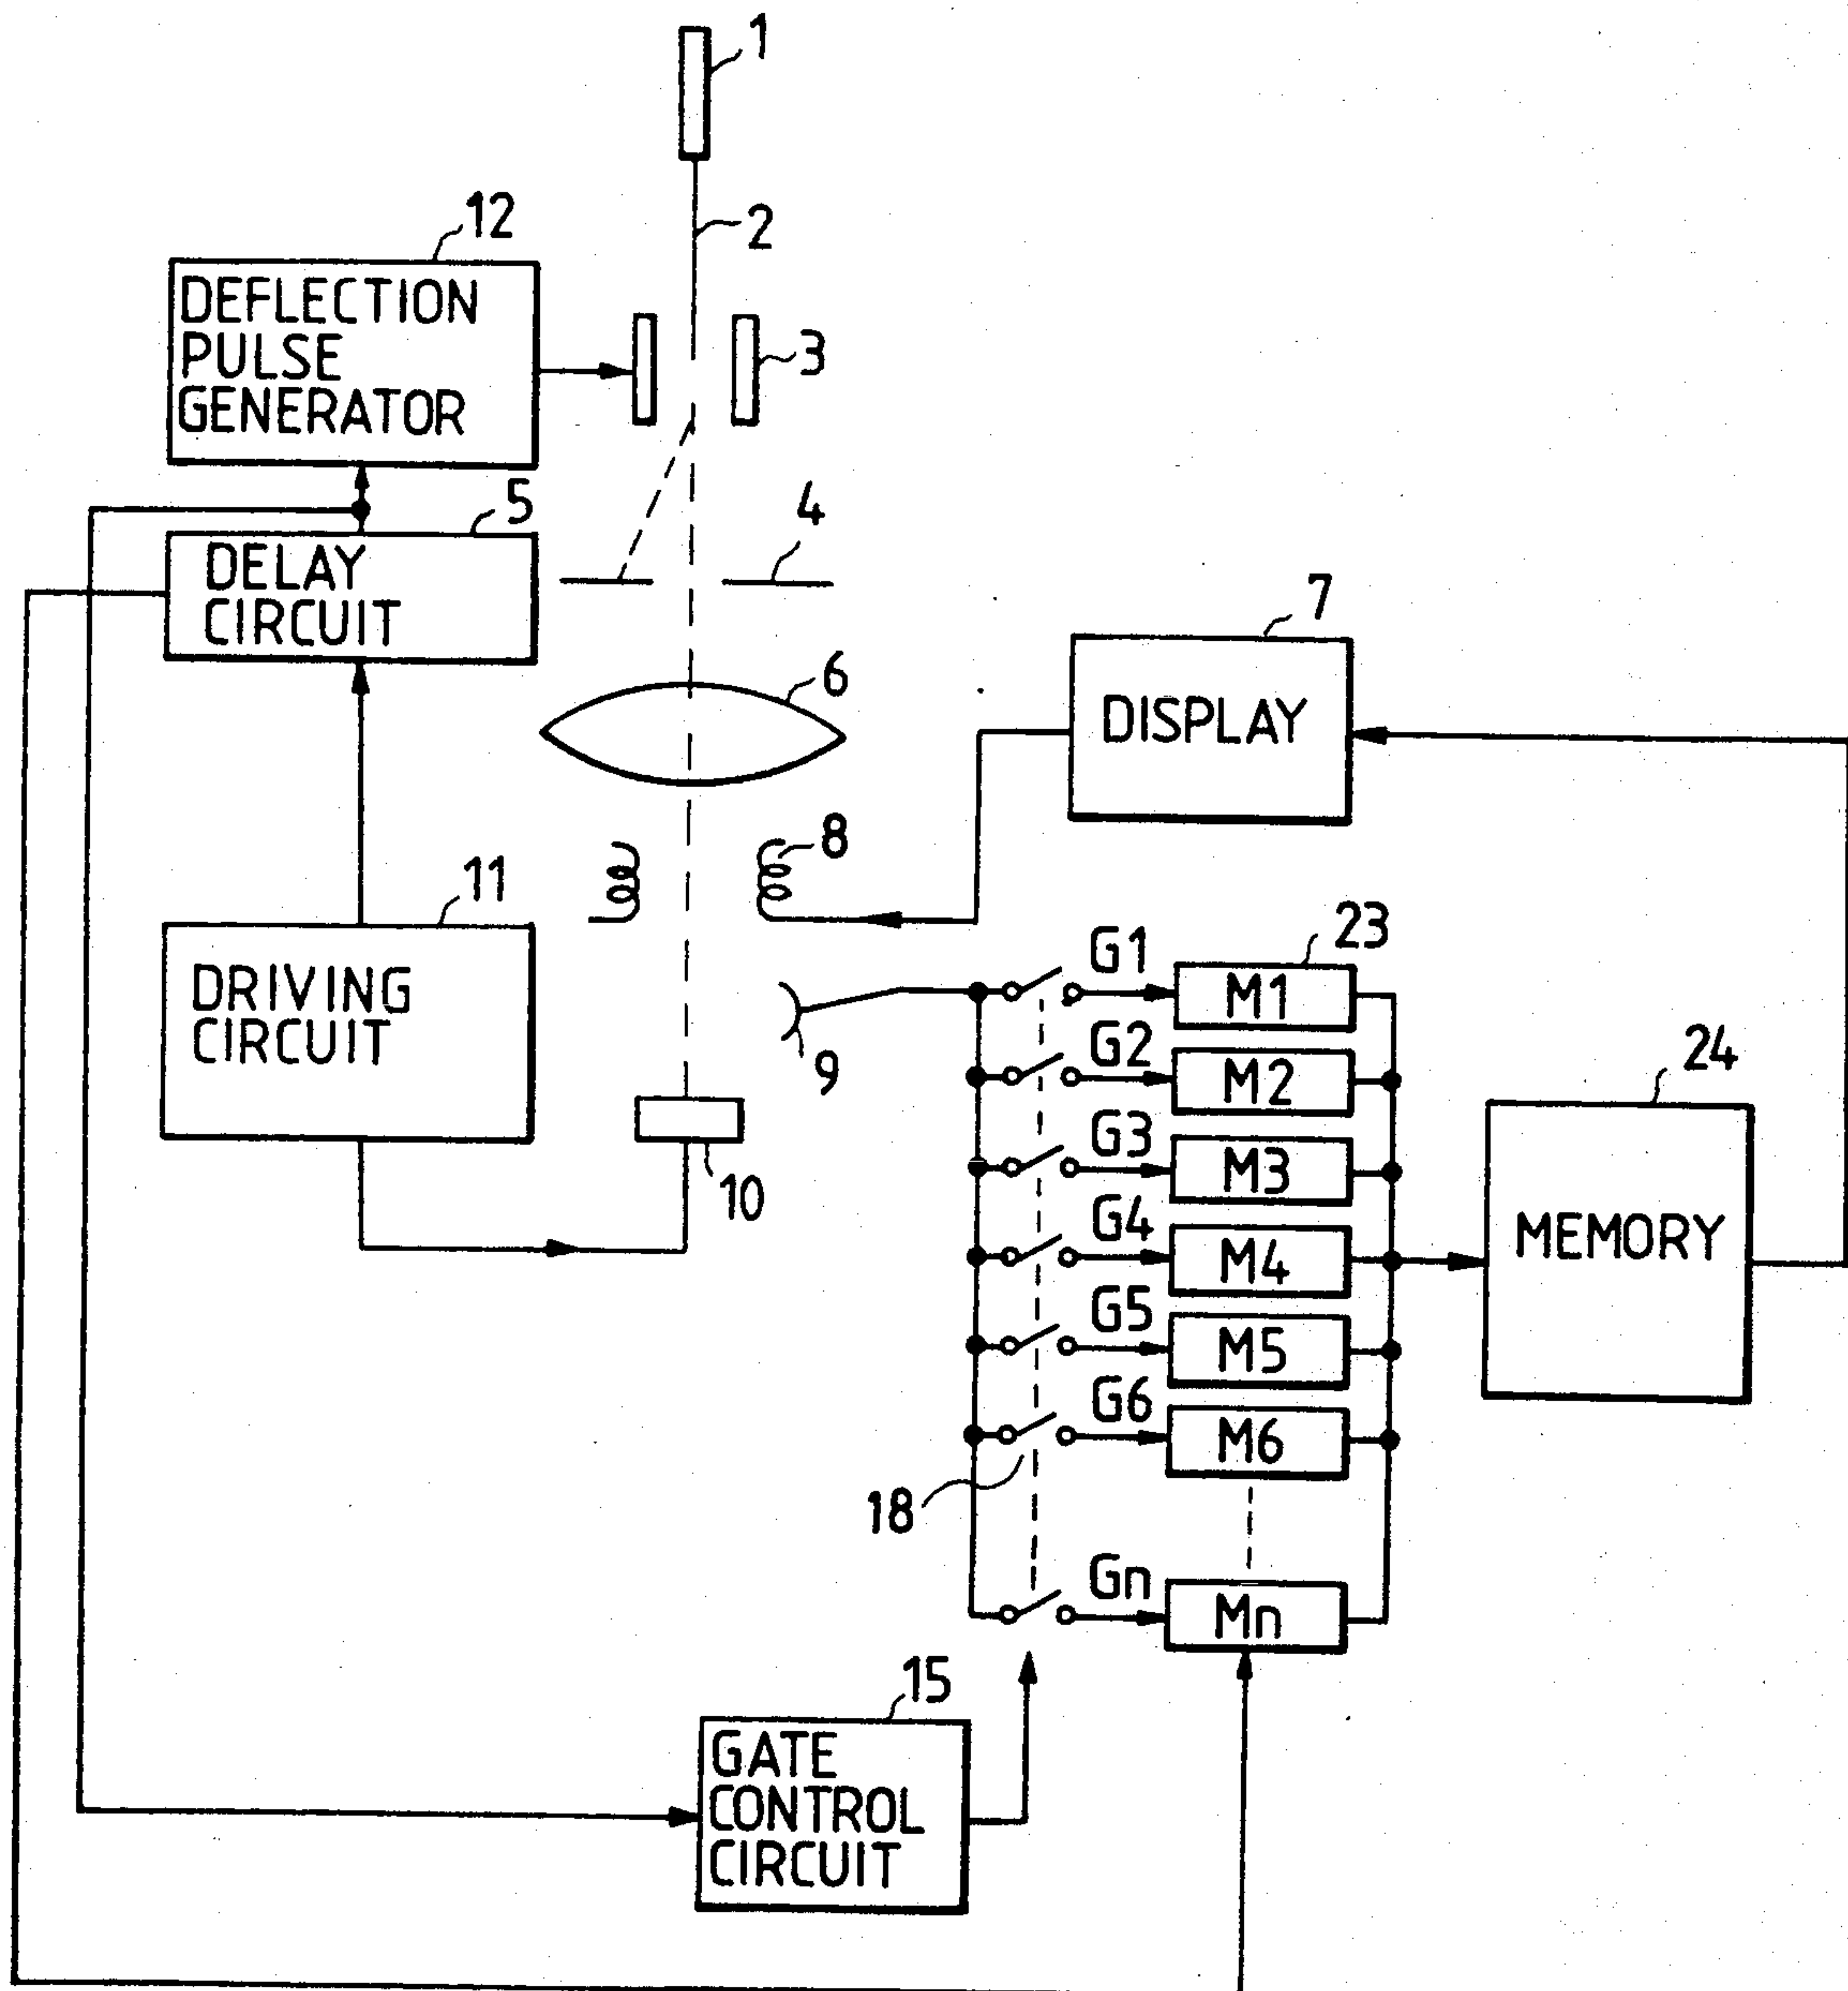 1
2
12
DEFLECTION
PULSE
GENERATOR
3
5
4
DELAY
CIRCUIT
7
6
DISPLAY
8
11
DRIVING
CIRCUIT
9
10
G1
23
M1
G2
M2
24
G3
M3
G4
M4
MEMORY
G5
M5
G6
M6
18
Gn
Mn
15
GATE
CONTROL
CIRCUIT